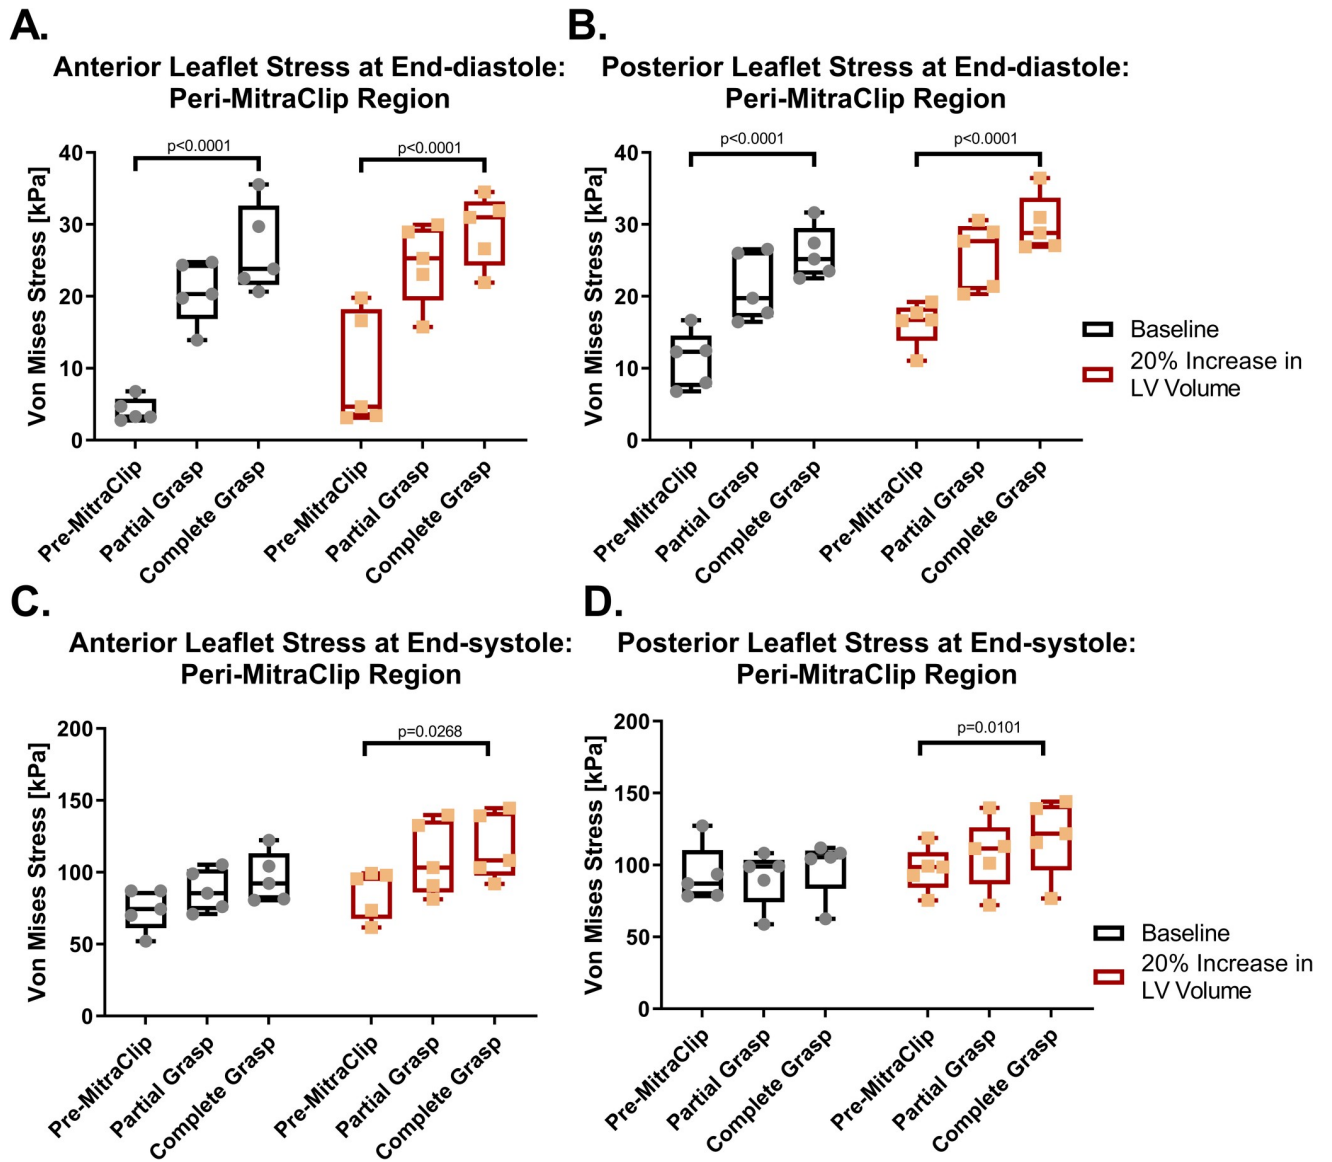 A.
Anterior Leaflet Stress at End-diastole:
Peri-MitraClip Region
p<0.0001
p<0.0001
Von Mises Stress [kPa]
40
30
20
10
0
Pre-MitraClip
Partial Grasp
Complete Grasp
Pre-MitraClip
Partial Grasp
Complete Grasp
B.
Posterior Leaflet Stress at End-diastole:
Peri-MitraClip Region
p<0.0001
p<0.0001
Von Mises Stress [kPa]
40
30
20
10
0
Pre-MitraClip
Partial Grasp
Complete Grasp
Pre-MitraClip
Partial Grasp
Complete Grasp
Baseline
20% Increase in
LV Volume
C.
Anterior Leaflet Stress at End-systole:
Peri-MitraClip Region
p=0.0268
Von Mises Stress [kPa]
200
150
100
50
0
Pre-MitraClip
Partial Grasp
Complete Grasp
Pre-MitraClip
Partial Grasp
Complete Grasp
D.
Posterior Leaflet Stress at End-systole:
Peri-MitraClip Region
p=0.0101
Von Mises Stress [kPa]
200
150
100
50
0
Pre-MitraClip
Partial Grasp
Complete Grasp
Pre-MitraClip
Partial Grasp
Complete Grasp
Baseline
20% Increase in
LV Volume